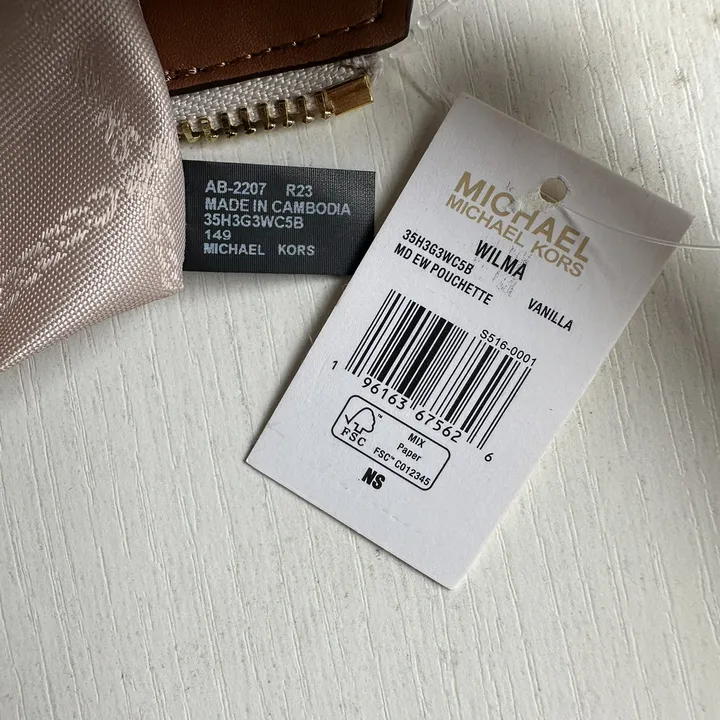 AB-2207 R23
MADE IN CAMBODIA
35H3G3WC5B
149
MICHAEL KORS
MICHAEL
MICHAEL KORS
35H3G3WC5B WILMA
MD EW POUCHETTE VANILLA
S516-0001
1 96163 67562 6
FSC
MIX
Paper
FSC™ C012345
NS